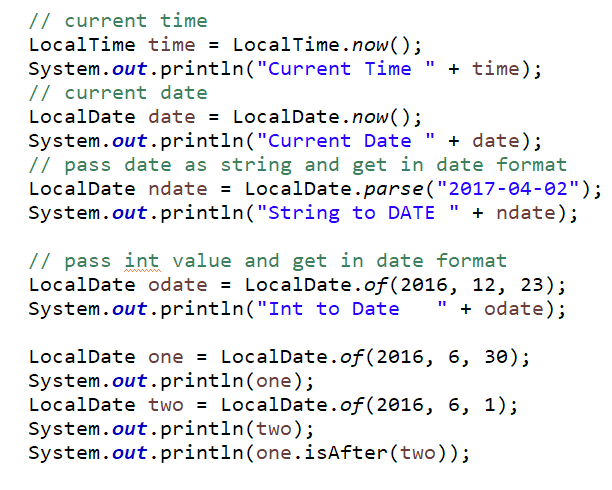 // current time
LocalTime time = LocalTime.now();
System.out.println("Current Time " + time);
// current date
LocalDate date = LocalDate.now();
System.out.println("Current Date " + date);
// pass date as string and get in date format
LocalDate ndate = LocalDate.parse("2017-04-02");
System.out.println("String to DATE " + ndate);
// pass int value and get in date format
LocalDate odate = LocalDate.of(2016, 12, 23);
System.out.println("Int to Date   " + odate);
LocalDate one = LocalDate.of(2016, 6, 30);
System.out.println(one);
LocalDate two = LocalDate.of(2016, 6, 1);
System.out.println(two);
System.out.println(one.isAfter(two));